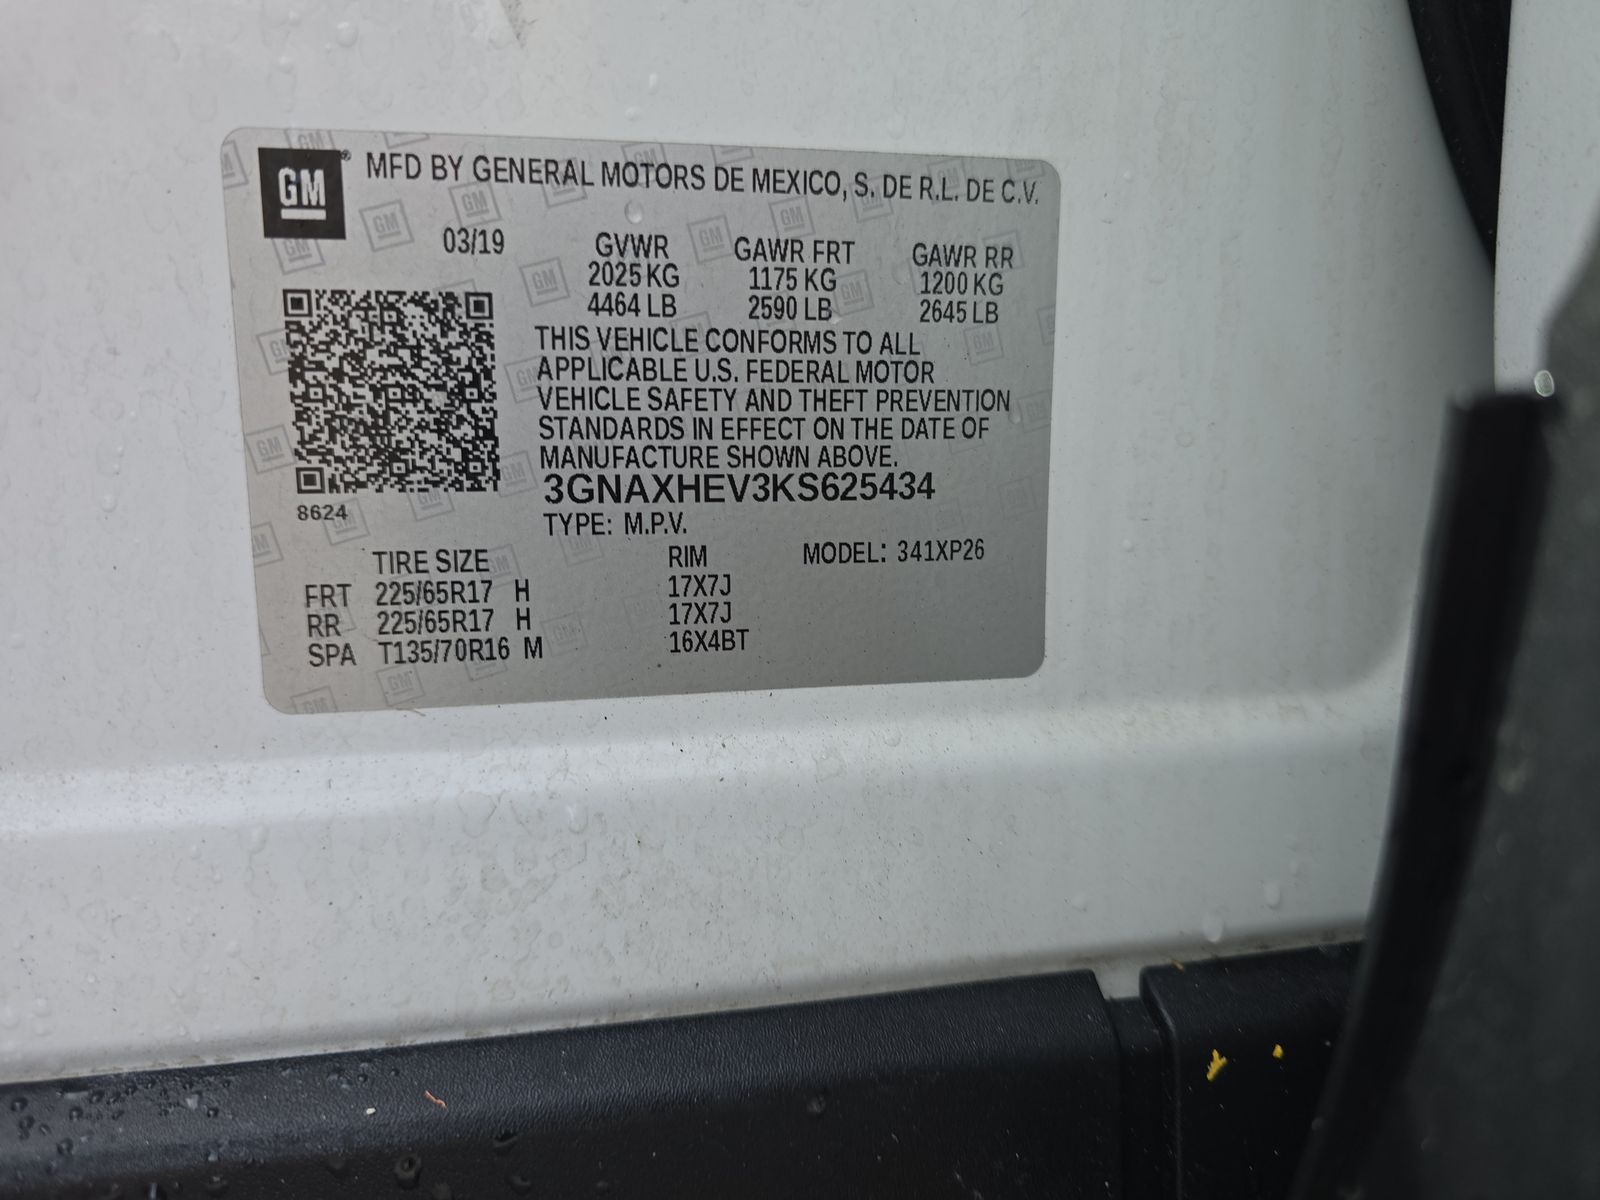 GM® MFD BY GENERAL MOTORS DE MEXICO, S. DE R.L. DE C.V.
03/19 GVWR GAWR FRT GAWR RR
2025 KG 1175 KG 1200 KG
4464 LB 2590 LB 2645 LB
THIS VEHICLE CONFORMS TO ALL
APPLICABLE U.S. FEDERAL MOTOR
VEHICLE SAFETY AND THEFT PREVENTION
STANDARDS IN EFFECT ON THE DATE OF
MANUFACTURE SHOWN ABOVE.
3GNAXHEV3KS625434
8624
TYPE: M.P.V.
TIRE SIZE RIM MODEL: 341XP26
FRT 225/65R17 H 17X7J
RR 225/65R17 H 17X7J
SPA T135/70R16 M 16X4BT